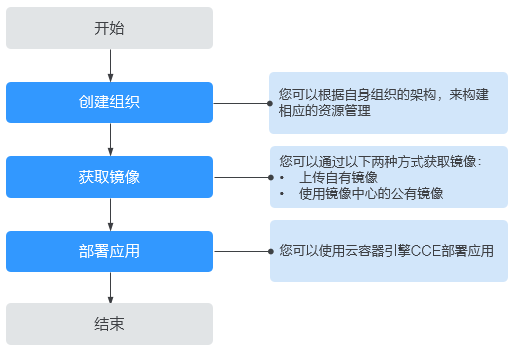 开始
创建组织
您可以根据自身组织的架构，来构建
相应的资源管理
获取镜像
您可以通过以下两种方式获取镜像：
• 上传自有镜像
• 使用镜像中心的公有镜像
部署应用
您可以使用云容器引擎CCE部署应用
结束